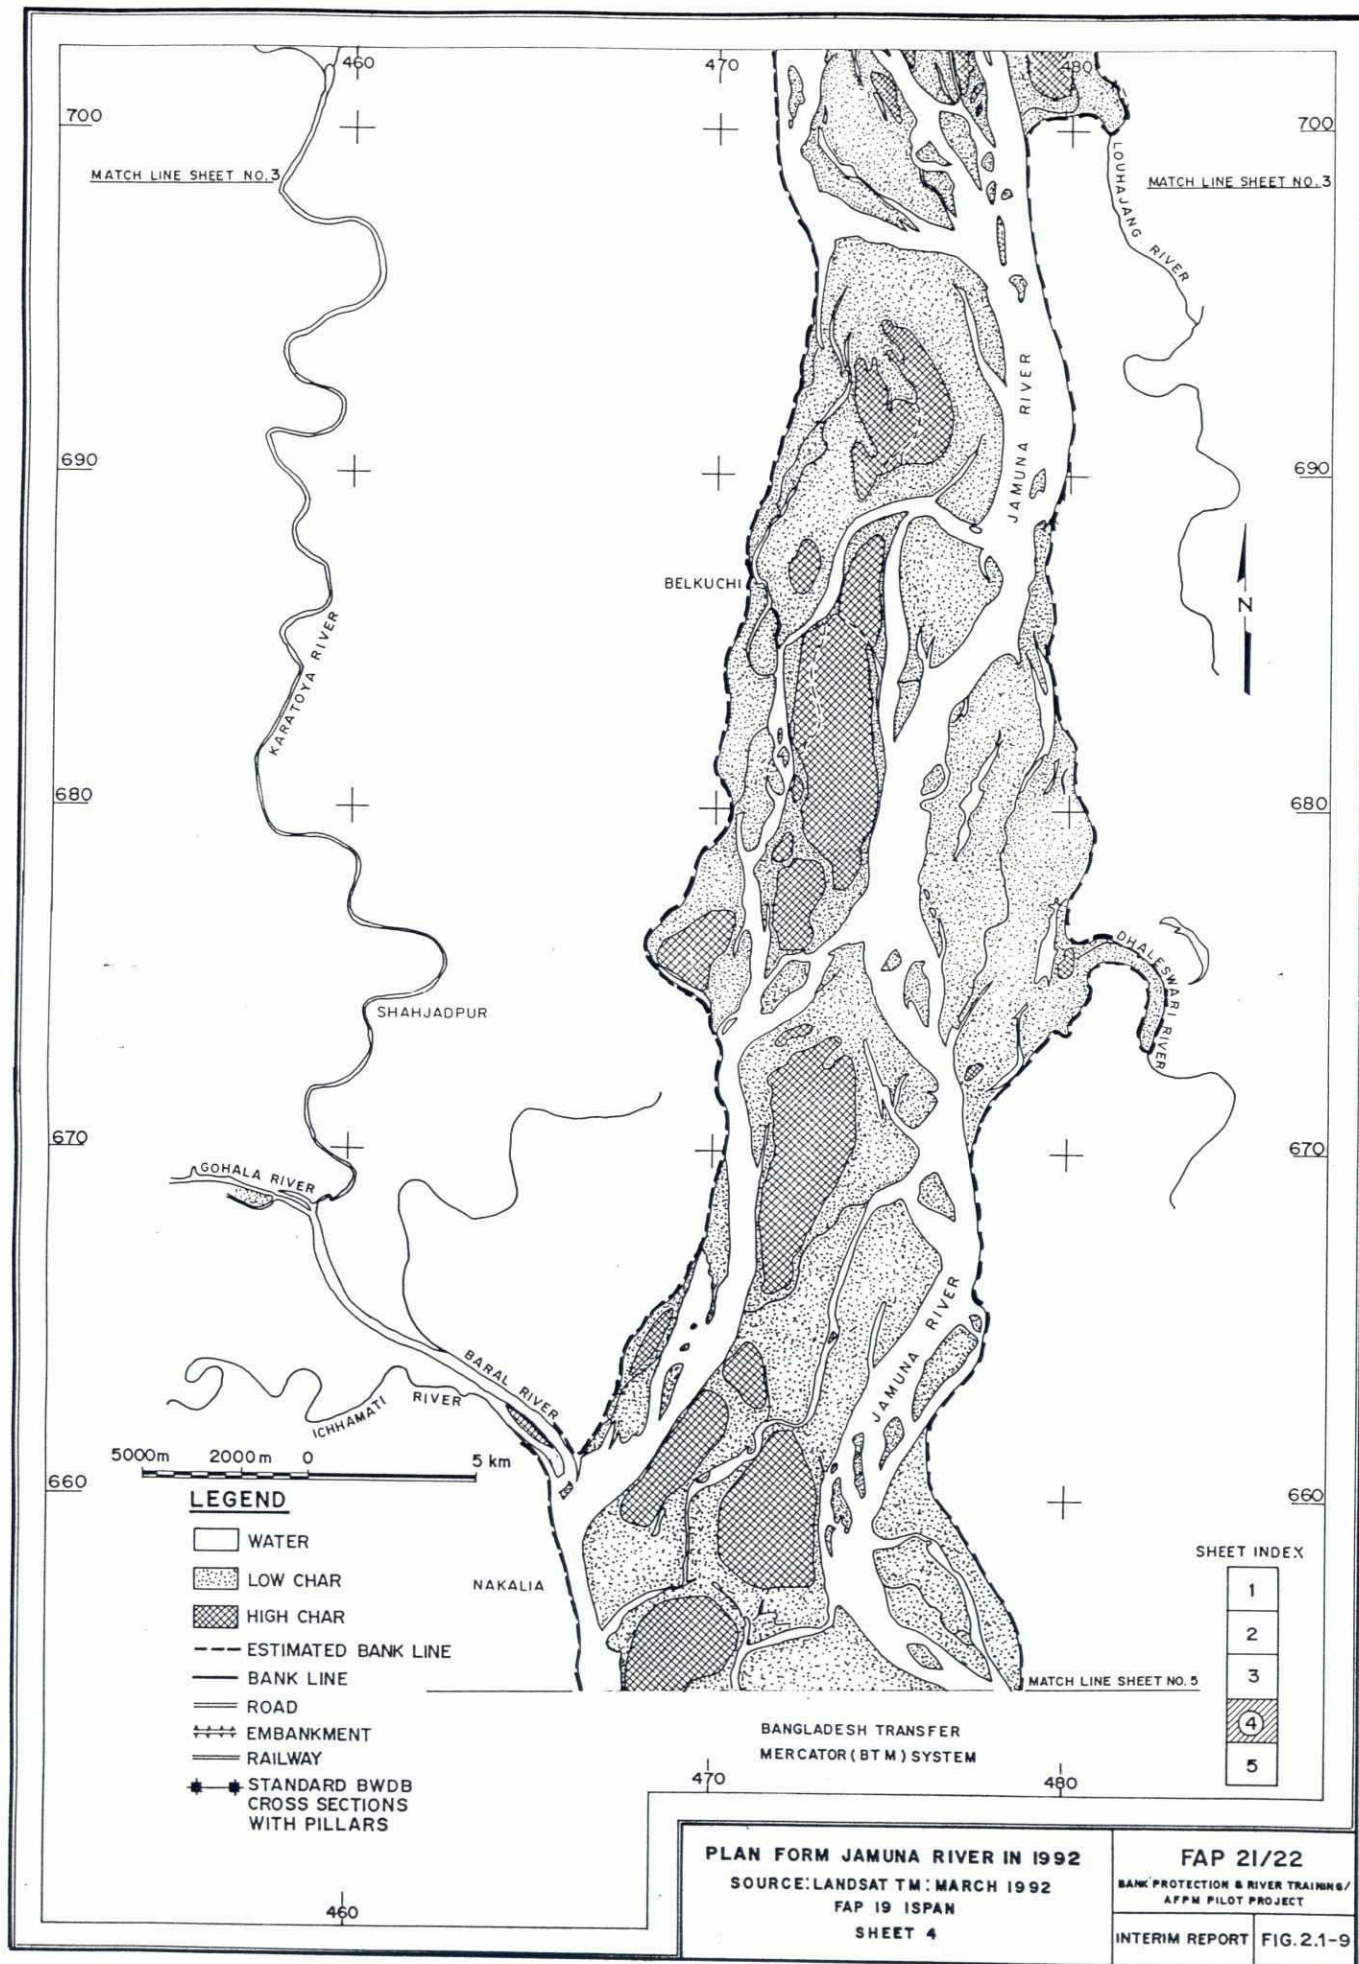 460
470
480
700
700
MATCH LINE SHEET NO.3
MATCH LINE SHEET NO.3
LOUHAJANG RIVER
JAMUNA RIVER
690
690
BELKUCHI
N
KARATOYA RIVER
680
680
DHALESWARI RIVER
SHAHJADPUR
670
670
GOHALA RIVER
JAMUNA RIVER
BARAL RIVER
ICHHAMATI RIVER
5000m 2000m 0 5 km
660
660
LEGEND
WATER
LOW CHAR
HIGH CHAR
ESTIMATED BANK LINE
BANK LINE
ROAD
EMBANKMENT
RAILWAY
STANDARD BWDB
CROSS SECTIONS
WITH PILLARS
NAKALIA
SHEET INDEX
1
2
3
4
5
MATCH LINE SHEET NO.5
BANGLADESH TRANSFER
MERCATOR (BTM) SYSTEM
470
480
460
PLAN FORM JAMUNA RIVER IN 1992
SOURCE:LANDSAT TM:MARCH 1992
FAP 19 ISPAN
SHEET 4
FAP 21/22
BANK PROTECTION & RIVER TRAINING/
AFPM PILOT PROJECT
INTERIM REPORT
FIG.2.1-9